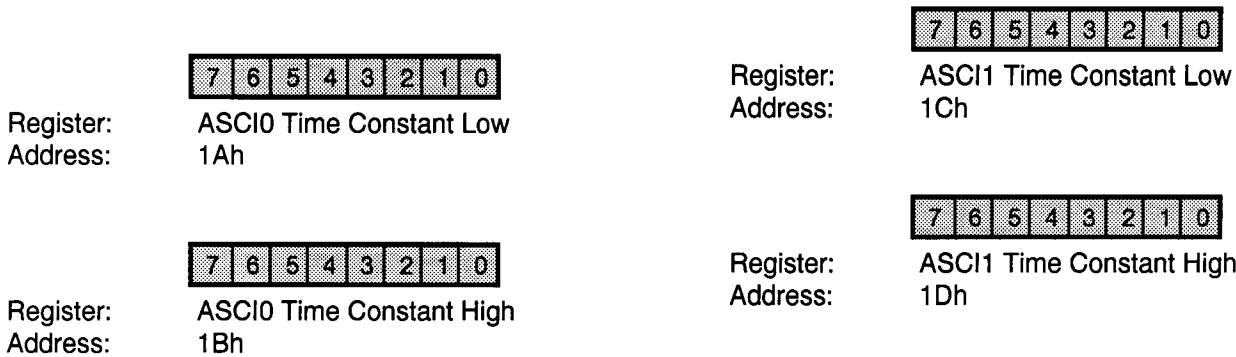 7 6 5 4 3 2 1 0
Register: ASCI0 Time Constant Low
Address: 1Ah
7 6 5 4 3 2 1 0
Register: ASCI0 Time Constant High
Address: 1Bh
7 6 5 4 3 2 1 0
Register: ASCI1 Time Constant Low
Address: 1Ch
7 6 5 4 3 2 1 0
Register: ASCI1 Time Constant High
Address: 1Dh